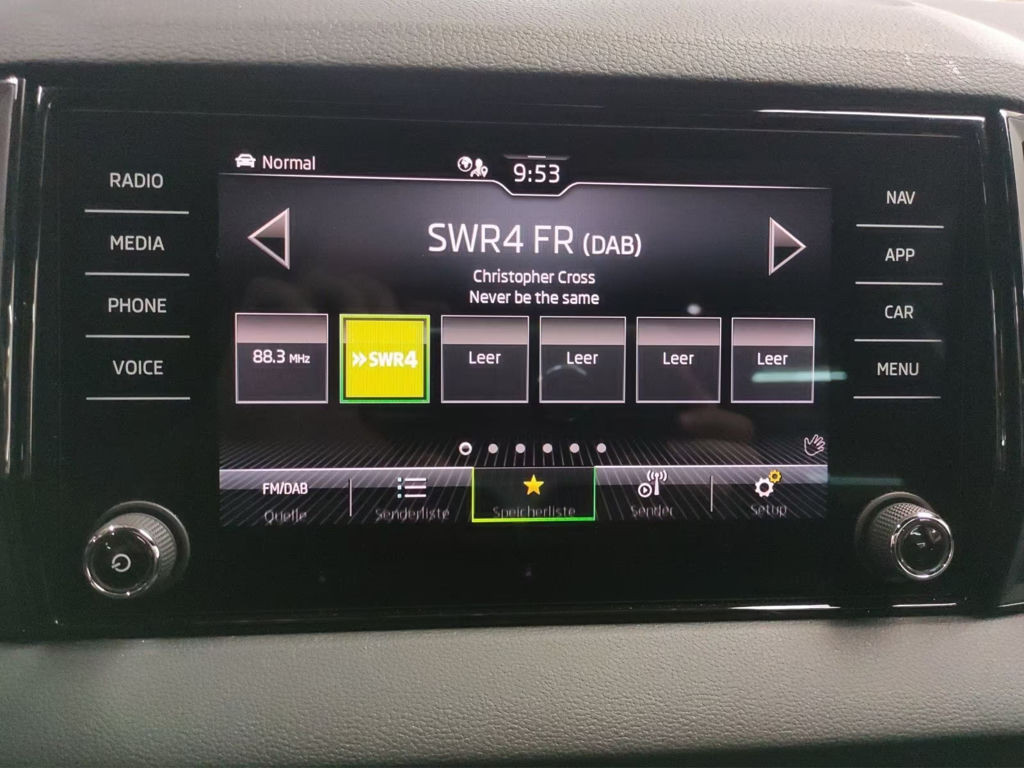 RADIO
MEDIA
PHONE
VOICE
Normal
9:53
SWR4 FR (DAB)
Christopher Cross
Never be the same
88.3 MHz
SWR4
Leer
Leer
Leer
Leer
FM/DAB
Quelle
Senderliste
Speicherliste
Sender
Setup
NAV
APP
CAR
MENU